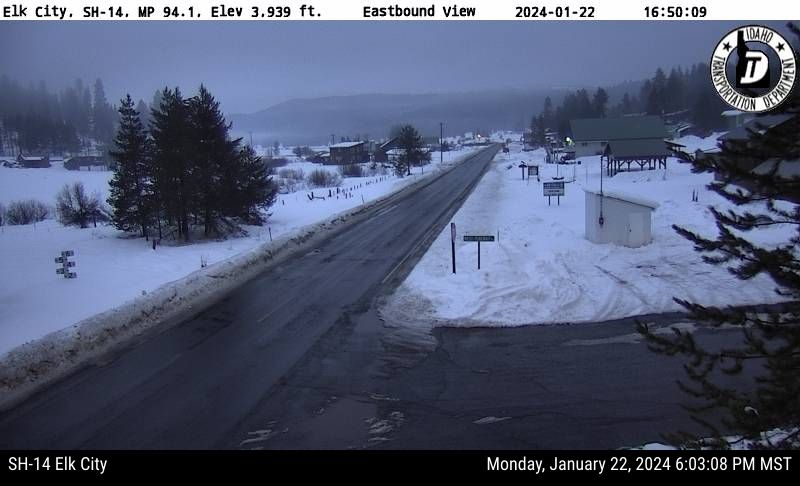 Elk City, SH-14, MP 94.1, Elev 3,939 ft. Eastbound View 2024-01-22 16:50:09
IDAHO
TRANSPORTATION DEPARTMENT
SH-14 Elk City Monday, January 22, 2024 6:03:08 PM MST